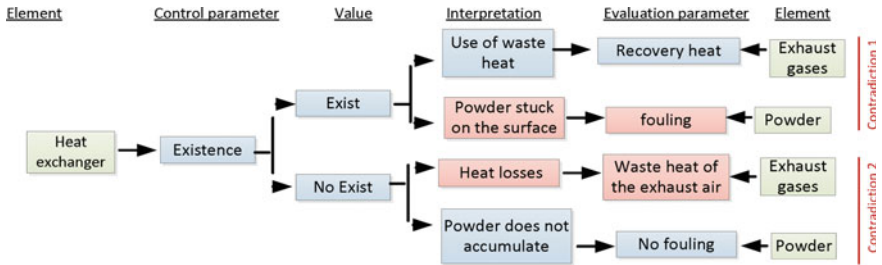 Element Control parameter Value Interpretation Evaluation parameter Element
Use of waste
heat
Recovery heat
Exhaust
gases
Exist
Powder stuck
on the surface
fouling
Powder
Contradiction 1
Heat
exchanger
Existence
No Exist
Heat losses
Waste heat of
the exhaust air
Exhaust
gases
Powder does not
accumulate
No fouling
Powder
Contradiction 2